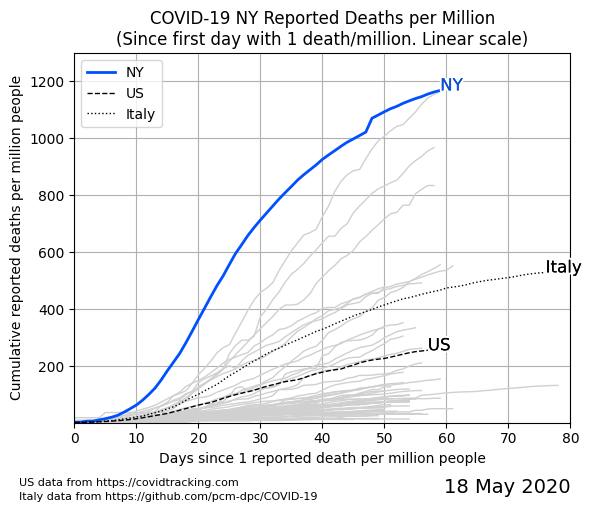 COVID-19 NY Reported Deaths per Million
(Since first day with 1 death/million. Linear scale)
NY
US
Italy
NY
Italy
US
Cumulative reported deaths per million people
1200
1000
800
600
400
200
0
10
20
30
40
50
60
70
80
Days since 1 reported death per million people
US data from https://covidtracking.com
Italy data from https://github.com/pcm-dpc/COVID-19
18 May 2020